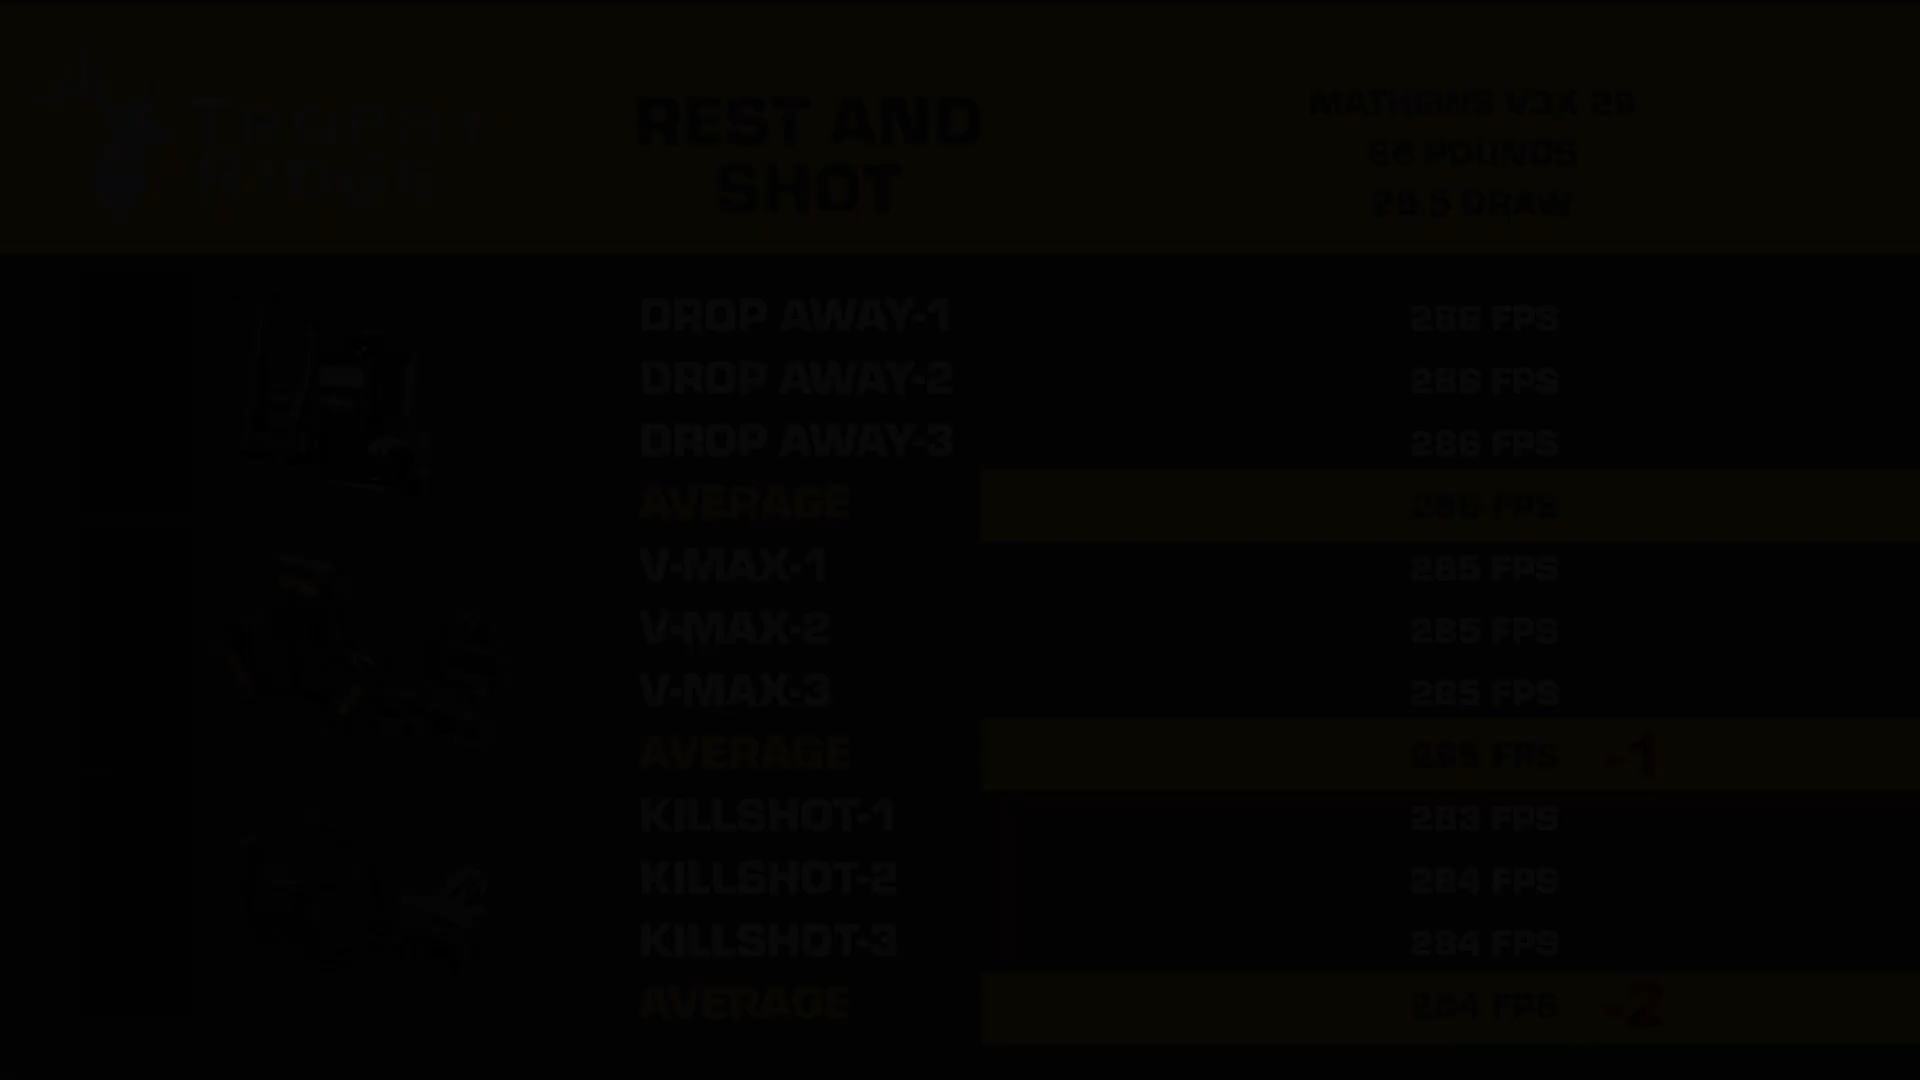 TROPHY
RIDGE
REST AND
SHOT
MATHEWS V3X 29
66 POUNDS
28.5 DRAW
DROP AWAY-1 286 FPS
DROP AWAY-2 286 FPS
DROP AWAY-3 286 FPS
AVERAGE 286 FPS
V-MAX-1 285 FPS
V-MAX-2 285 FPS
V-MAX-3 285 FPS
AVERAGE 285 FPS -1
KILLSHOT-1 283 FPS
KILLSHOT-2 284 FPS
KILLSHOT-3 284 FPS
AVERAGE 284 FPS -2